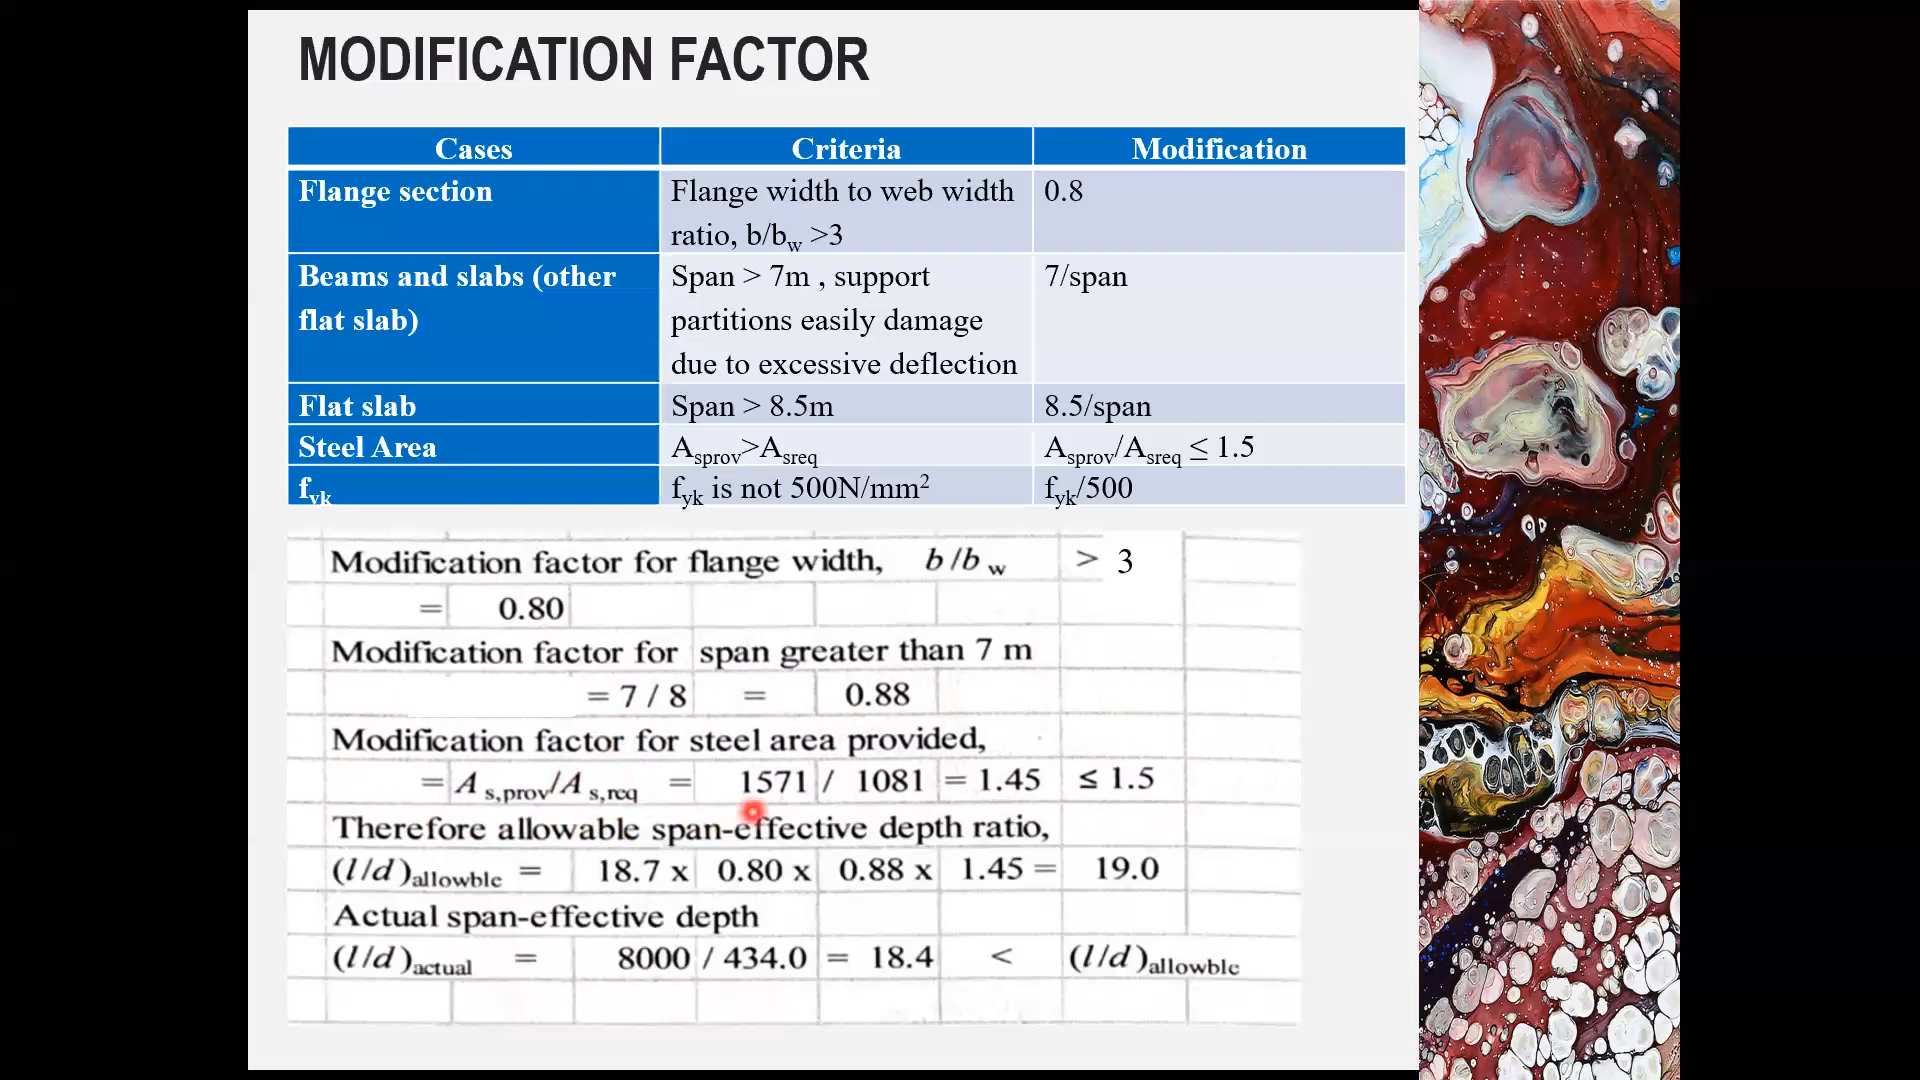 MODIFICATION FACTOR
Cases Criteria Modification
Flange section Flange width to web width ratio, b/bw >3 0.8
Beams and slabs (other flat slab) Span > 7m , support partitions easily damage due to excessive deflection 7/span
Flat slab Span > 8.5m 8.5/span
Steel Area Asprov>Asreq Asprov/Asreq ≤ 1.5
fyk fyk is not 500N/mm² fyk/500
Modification factor for flange width, b/bw > 3
= 0.80
Modification factor for span greater than 7 m
= 7 / 8 = 0.88
Modification factor for steel area provided,
= A s,prov/A s,req = 1571 / 1081 = 1.45 ≤ 1.5
Therefore allowable span-effective depth ratio,
(l/d)allowble = 18.7 x 0.80 x 0.88 x 1.45 = 19.0
Actual span-effective depth
(l/d)actual = 8000 / 434.0 = 18.4 < (l/d)allowble